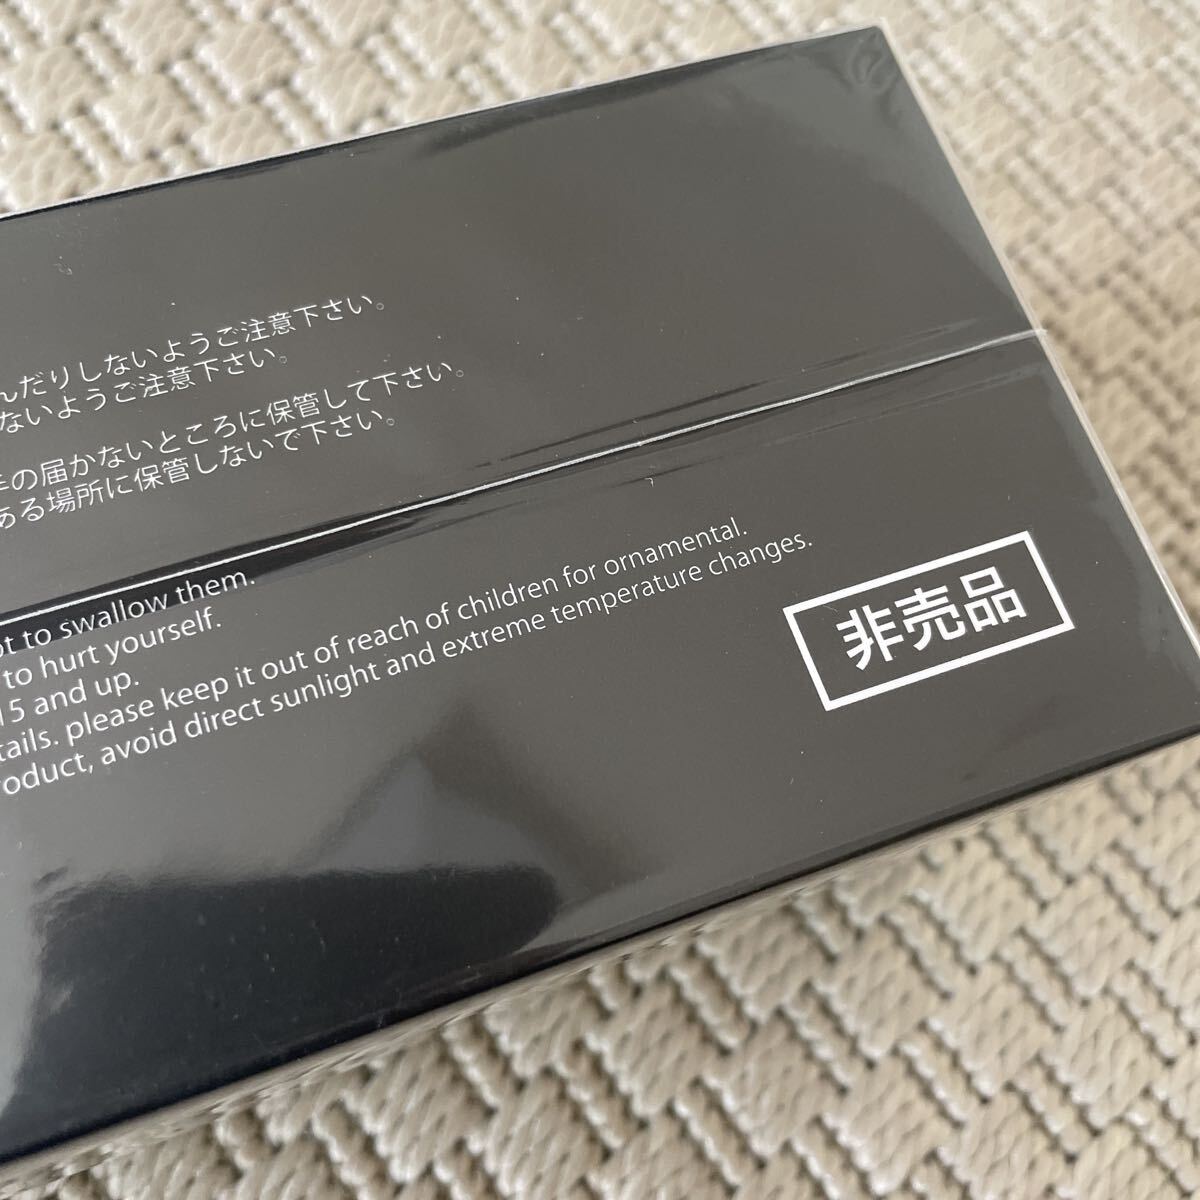 んだりしないようご注意下さい。
ないようご注意下さい。
の届かないところに保管して下さい。
ある場所に保管しないで下さい。
to swallow them.
to hurt yourself.
15 and up.
please keep it out of reach of children for ornamental.
avoid direct sunlight and extreme temperature changes.
非売品